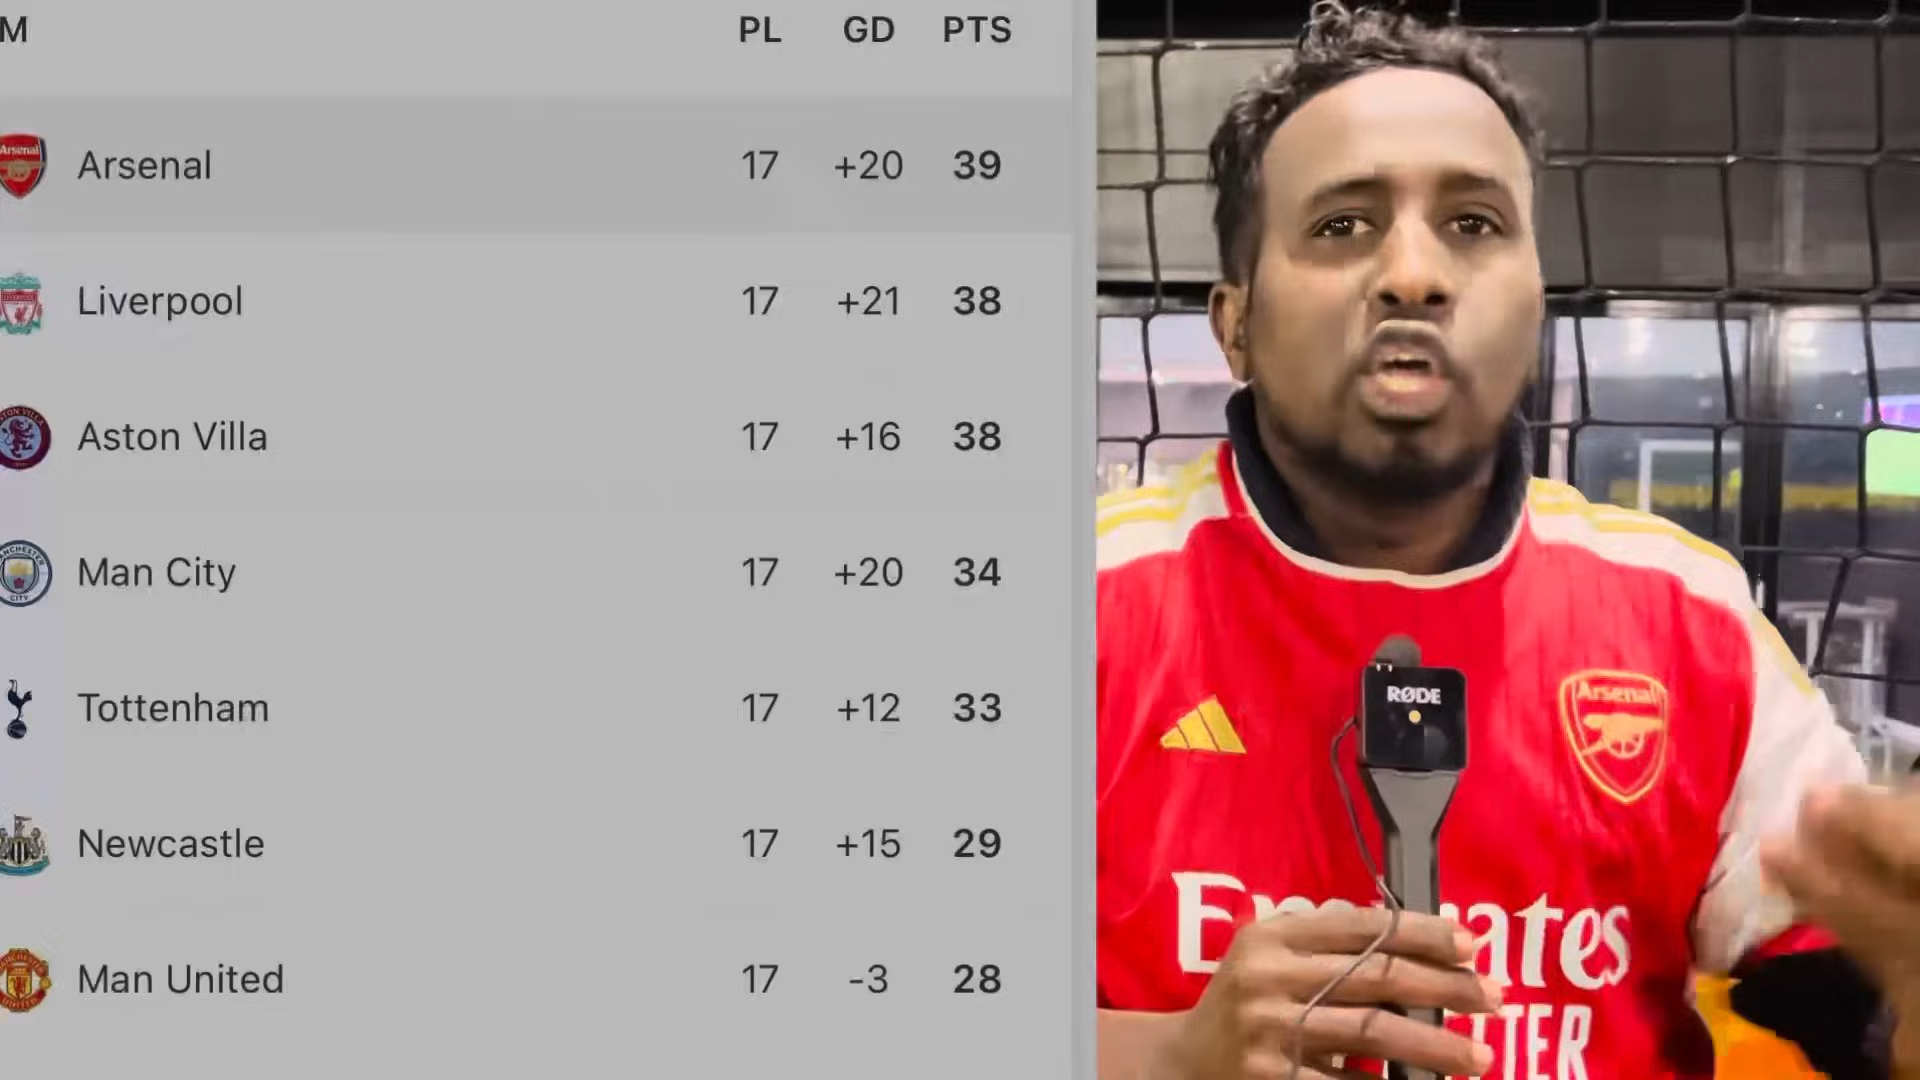 M PL GD PTS
Arsenal Arsenal 17 +20 39
Liverpool 17 +21 38
Aston Villa 17 +16 38
Man City 17 +20 34
Tottenham 17 +12 33
Newcastle 17 +15 29
Man United 17 -3 28
RØDE
Arsenal